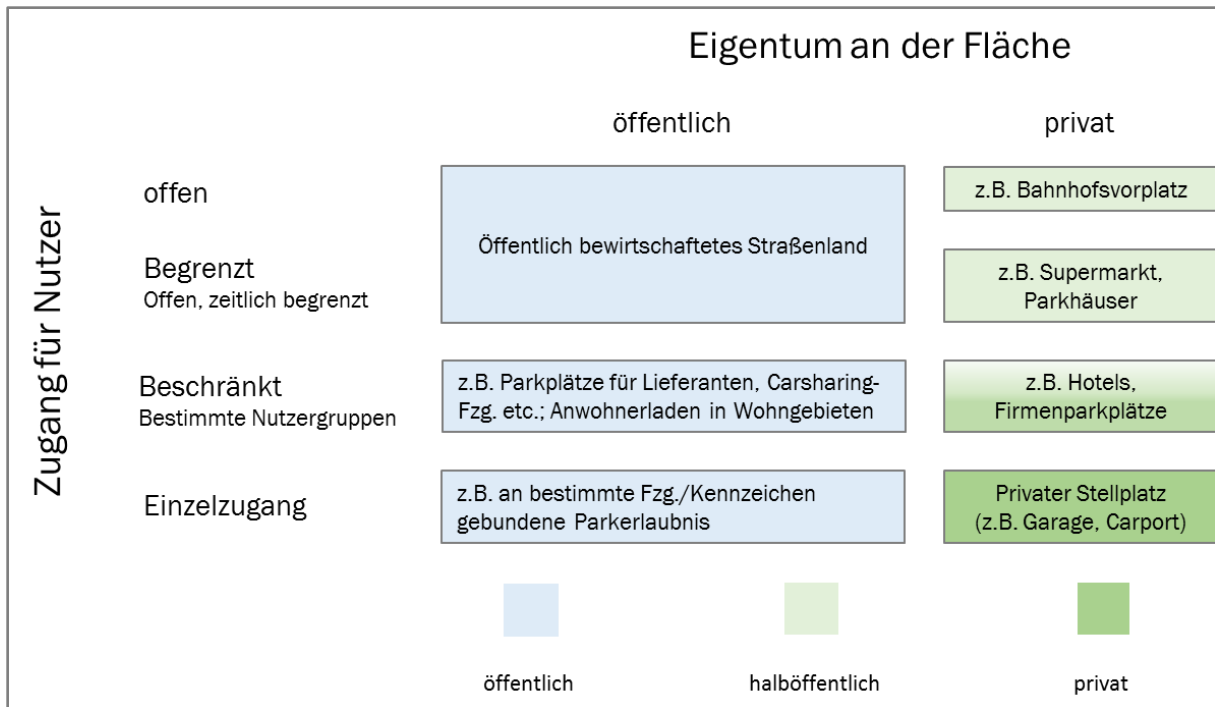 Eigentum an der Fläche
öffentlich
privat
Zugang für Nutzer
offen
Öffentlich bewirtschaftetes Straßenland
z.B. Bahnhofsvorplatz
Begrenzt
Offen, zeitlich begrenzt
z.B. Supermarkt,
Parkhäuser
Beschränkt
Bestimmte Nutzergruppen
z.B. Parkplätze für Lieferanten, Carsharing-
Fzg. etc.; Anwohnerladen in Wohngebieten
z.B. Hotels,
Firmenparkplätze
Einzelzugang
z.B. an bestimmte Fzg./Kennzeichen
gebundene Parkerlaubnis
Privater Stellplatz
(z.B. Garage, Carport)
öffentlich
halböffentlich
privat